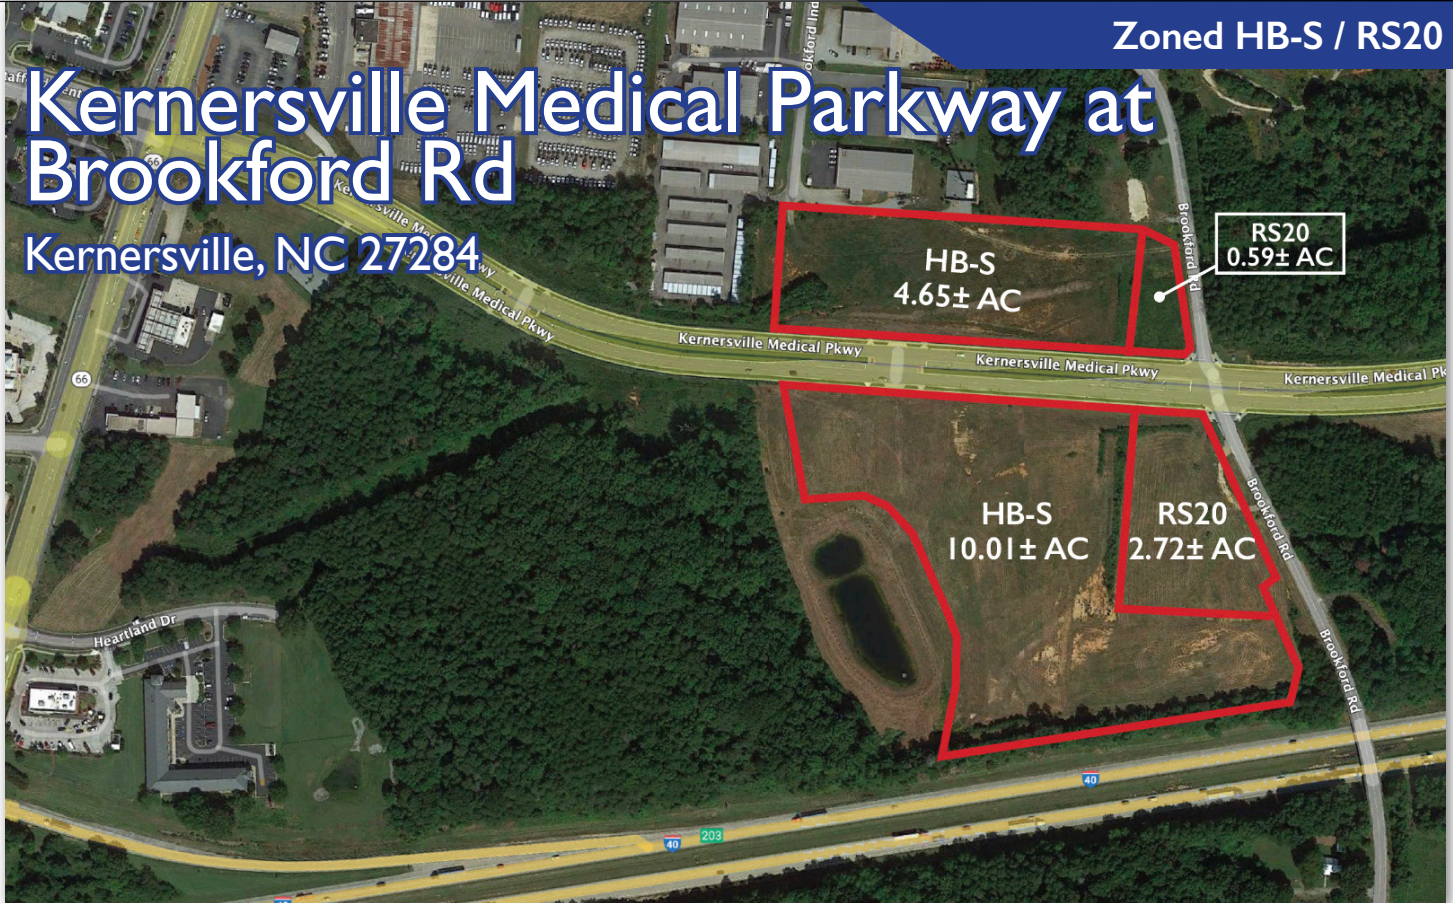 Zoned HB-S / RS20
Kernersville Medical Parkway at
Brookford Rd
Kernersville, NC 27284
66
Brookford Rd
RS20
0.59± AC
HB-S
4.65± AC
Kernersville Medical Pkwy
Kernersville Medical Pkwy
Kernersville Medical Pk
66
HB-S
10.01± AC
RS20
2.72± AC
Brookford Rd
Heartland Dr
Brookford Rd
40
40
203